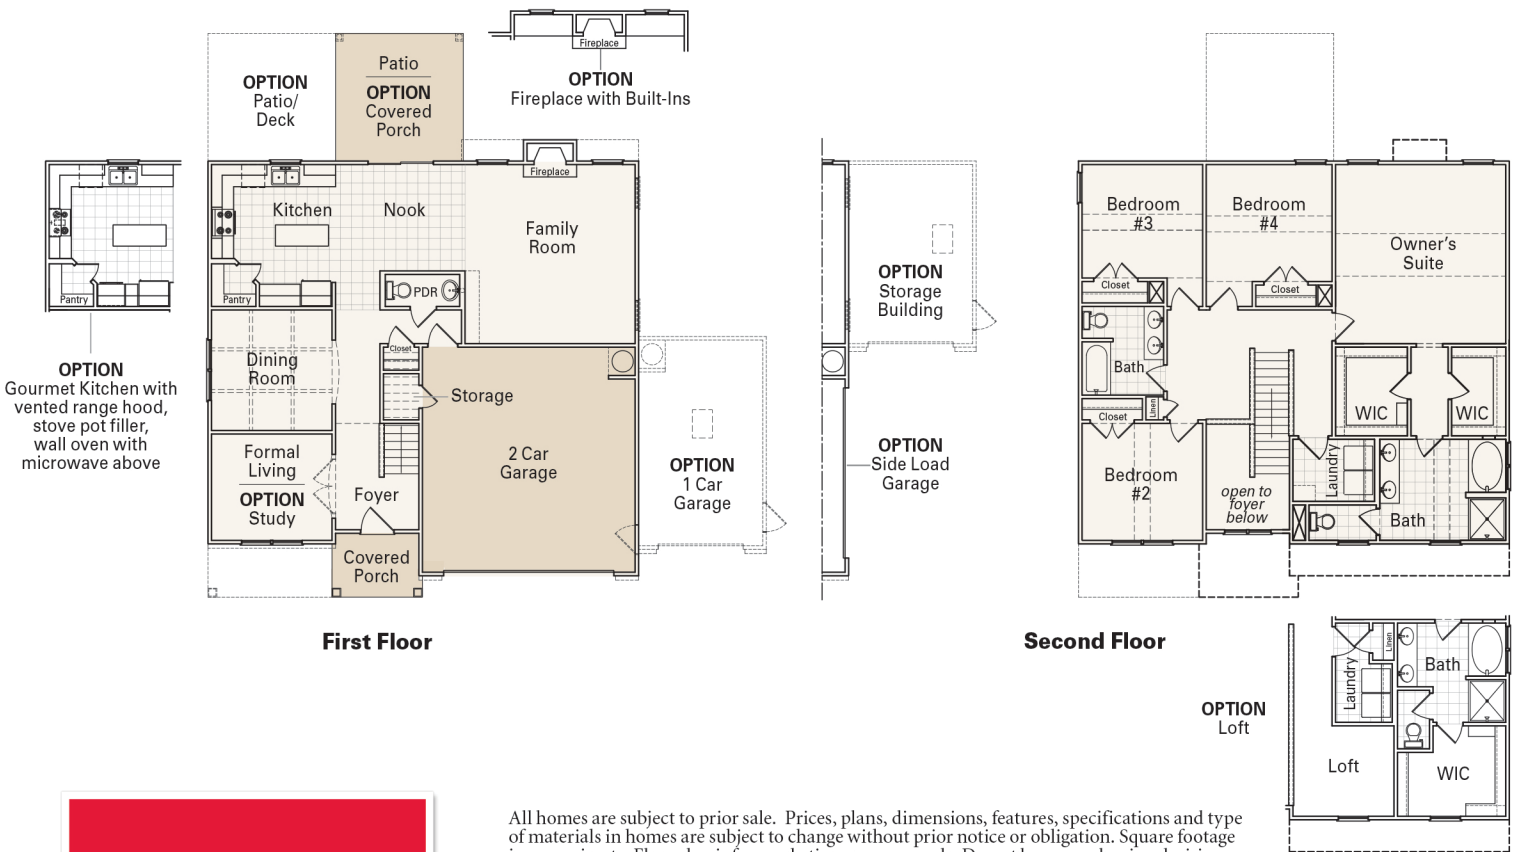 Fireplace
OPTION
Fireplace with Built-Ins
OPTION
Patio/
Deck
Patio
OPTION
Covered
Porch
Pantry
OPTION
Gourmet Kitchen with
vented range hood,
stove pot filler,
wall oven with
microwave above
Kitchen
Nook
Fireplace
Family
Room
Pantry
PDR
Closet
Dining
Room
Storage
Formal
Living
OPTION
Study
Foyer
2 Car
Garage
Covered
Porch
OPTION
1 Car
Garage
First Floor
OPTION
Storage
Building
OPTION
Side Load
Garage
Bedroom
#3
Bedroom
#4
Owner's
Suite
Closet
Closet
Bath
Closet
Linen
WIC
WIC
Bedroom
#2
open to
foyer
below
Laundry
Bath
Second Floor
OPTION
Loft
Linen
Bath
Laundry
Loft
WIC
All homes are subject to prior sale. Prices, plans, dimensions, features, specifications and type
of materials in homes are subject to change without prior notice or obligation. Square footage